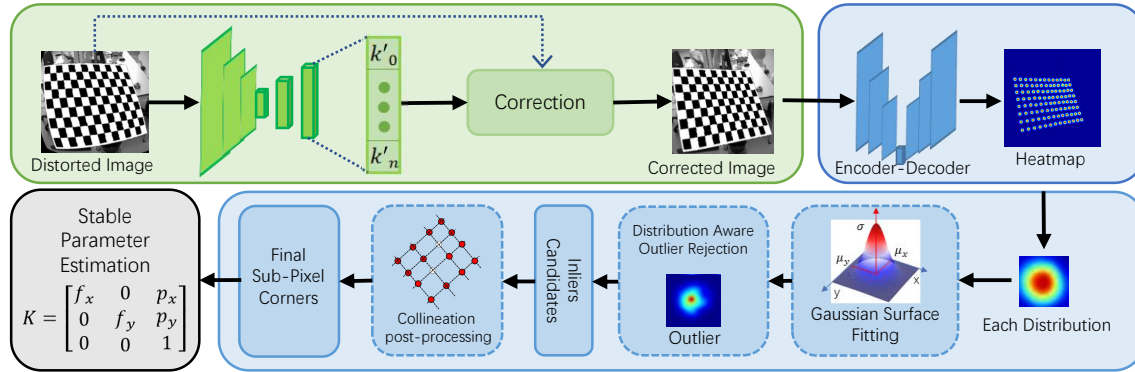 k'0
k'n
Correction
Distorted Image
Corrected Image
Encoder-Decoder
Heatmap
Stable
Parameter
Estimation
K = [fx 0 px
0 fy py
0 0 1]
Final
Sub-Pixel
Corners
Collineation
post-processing
Inliers
Candidates
Distribution Aware
Outlier Rejection
Outlier
σ
μy
μx
y
x
Gaussian Surface
Fitting
Each Distribution